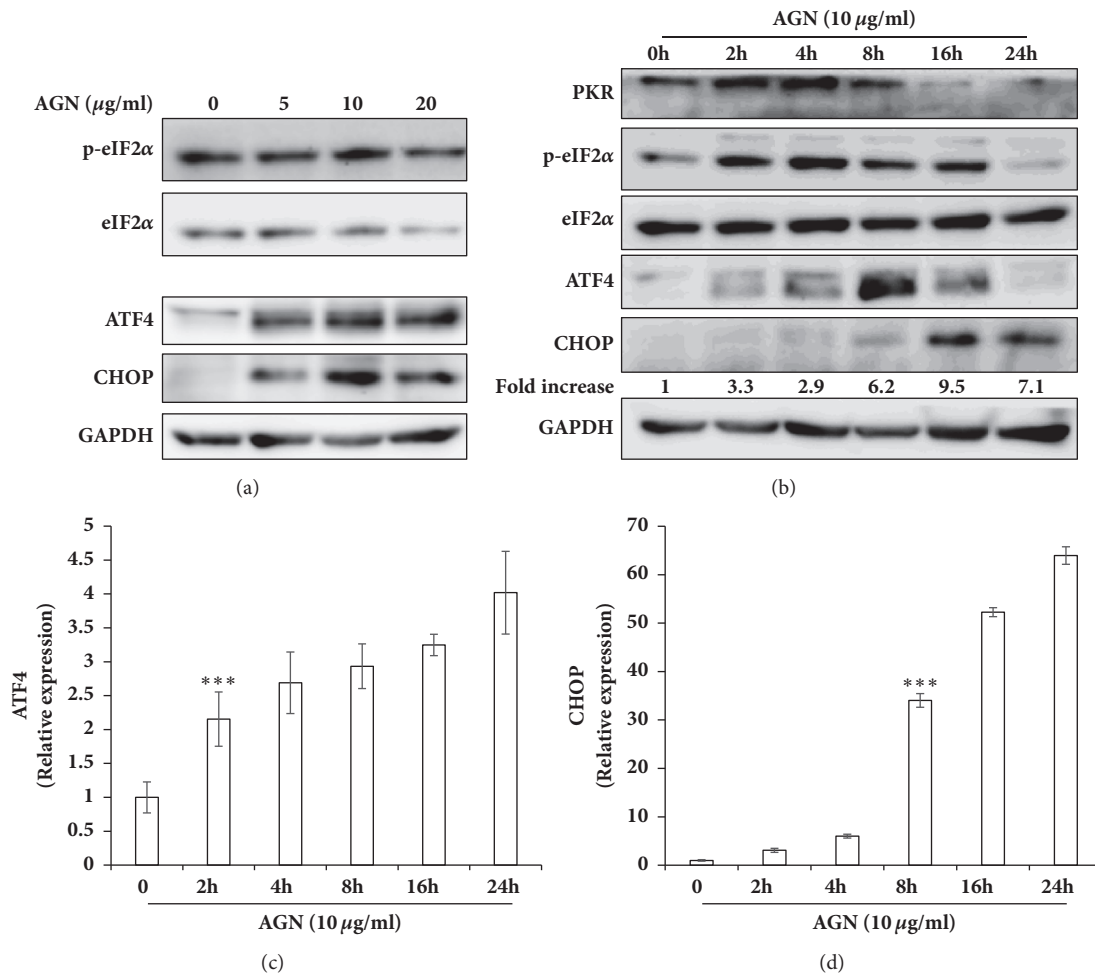 AGN (μg/ml) 0 5 10 20
p-eIF2α
eIF2α
ATF4
CHOP
GAPDH
(a)
AGN (10 μg/ml)
0h 2h 4h 8h 16h 24h
PKR
p-eIF2α
eIF2α
ATF4
CHOP
Fold increase 1 3.3 2.9 6.2 9.5 7.1
GAPDH
(b)
5
4.5
4
3.5
3
2.5
2
1.5
1
0.5
0
ATF4
(Relative expression)
***
0 2h 4h 8h 16h 24h
AGN (10 μg/ml)
(c)
70
60
50
40
30
20
10
0
CHOP
(Relative expression)
***
0 2h 4h 8h 16h 24h
AGN (10 μg/ml)
(d)